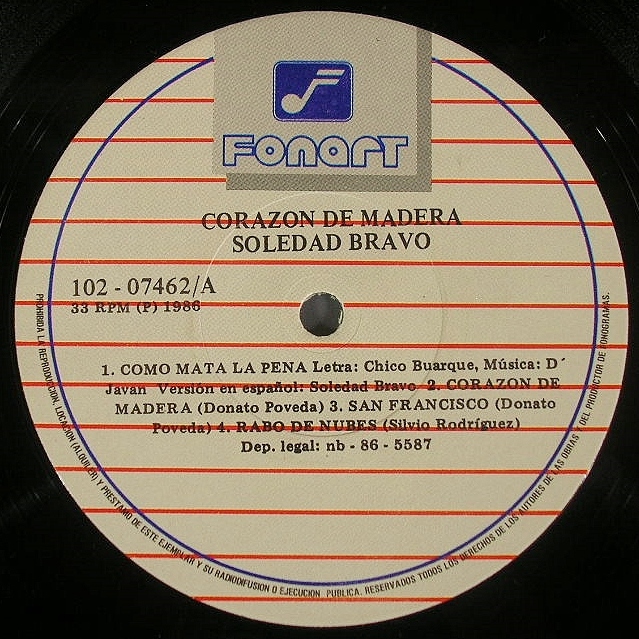 FONART
CORAZON DE MADERA
SOLEDAD BRAVO
102 - 07462/A
33 RPM (P) 1986
1. COMO MATA LA PENA Letra: Chico Buarque, Música: D´
Javan Versión en español: Soledad Bravo 2. CORAZON DE
MADERA (Donato Poveda) 3. SAN FRANCISCO (Donato
Poveda) 4. RABO DE NUBES (Silvio Rodríguez)
Dep. legal: nb - 86 - 5587
PROHIBIDA LA REPRODUCCION, LOCACION (ALQUILER) Y PRESTAMO DE ESTE EJEMPLAR Y SU RADIODIFUSION O EJECUCION PUBLICA. RESERVADOS TODOS LOS DERECHOS DE LOS AUTORES DE LAS OBRAS Y DEL PRODUCTOR DE FONOGRAMAS.